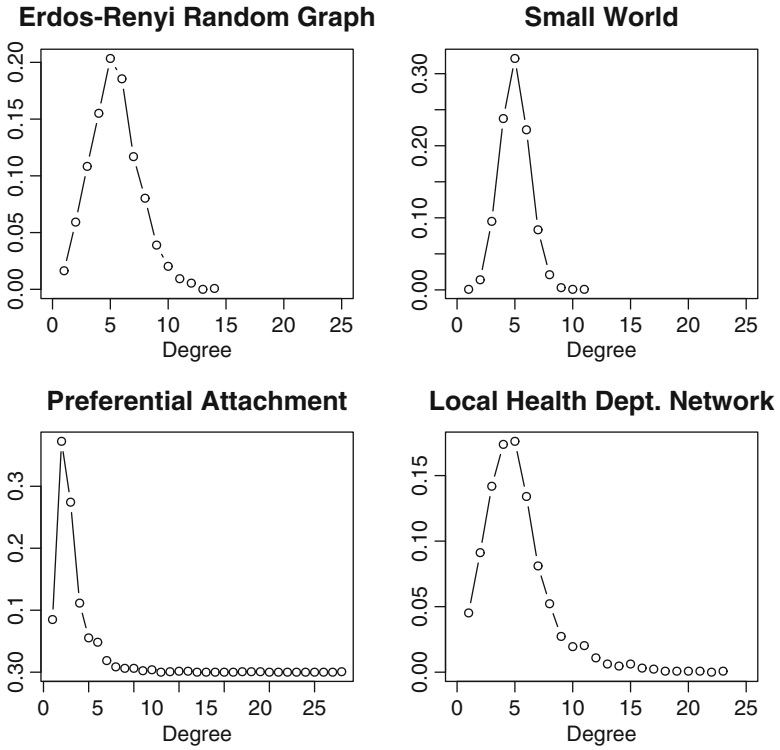 Erdos-Renyi Random Graph
0.20
0.15
0.10
0.05
0.00
0 5 10 15 20 25
Degree
Small World
0.30
0.20
0.10
0.00
0 5 10 15 20 25
Degree
Preferential Attachment
0.3
0.2
0.1
0.30
0 5 10 15 20 25
Degree
Local Health Dept. Network
0.15
0.10
0.05
0.00
0 5 10 15 20 25
Degree